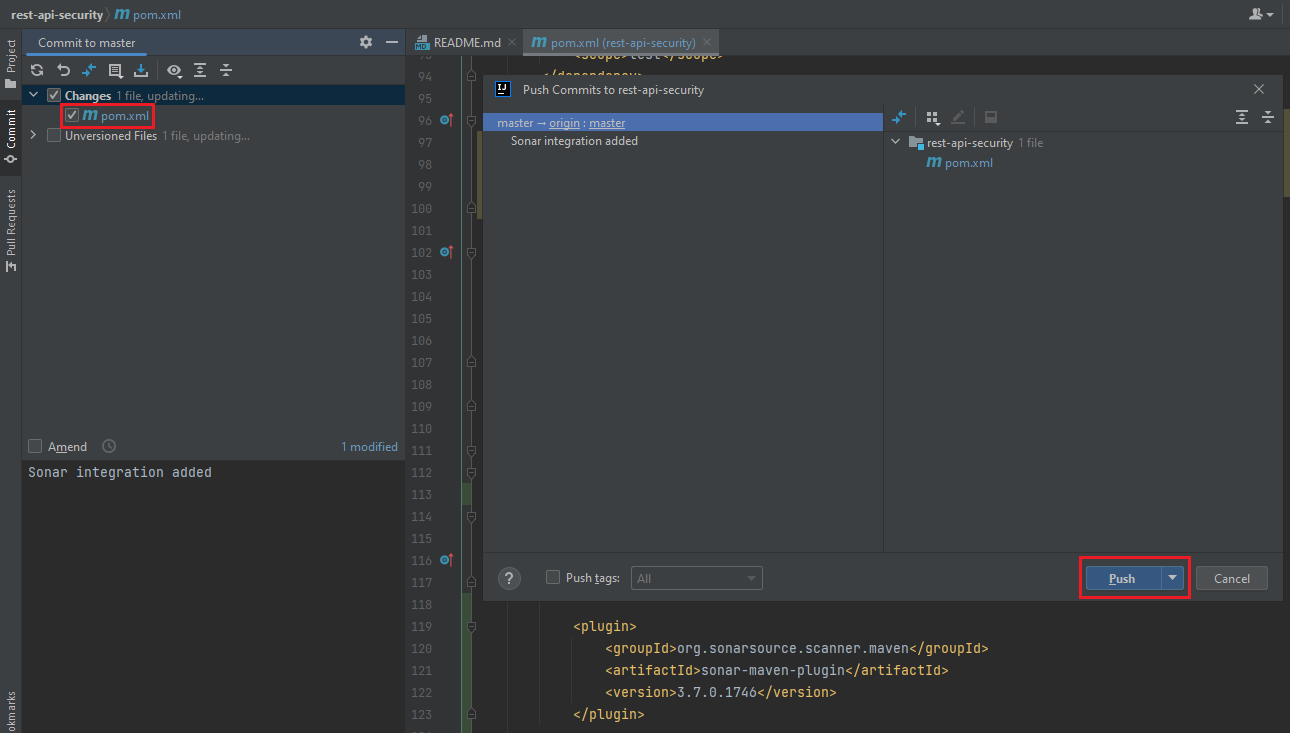 rest-api-security m pom.xml
Commit to master
Project
Commit
Pull Requests
Changes 1 file, updating...
m pom.xml
Unversioned Files 1 file, updating...
Amend 1 modified
Sonar integration added
README.md
m pom.xml (rest-api-security)
94
95
96
97
98
99
100
101
102
103
104
105
106
107
108
109
110
111
112
113
114
115
116
117
118
119 <plugin>
120 <groupId>org.sonarsource.scanner.maven</groupId>
121 <artifactId>sonar-maven-plugin</artifactId>
122 <version>3.7.0.1746</version>
123 </plugin>
IJ Push Commits to rest-api-security
master → origin : master
Sonar integration added
rest-api-security 1 file
m pom.xml
? Push tags: All
Push
Cancel